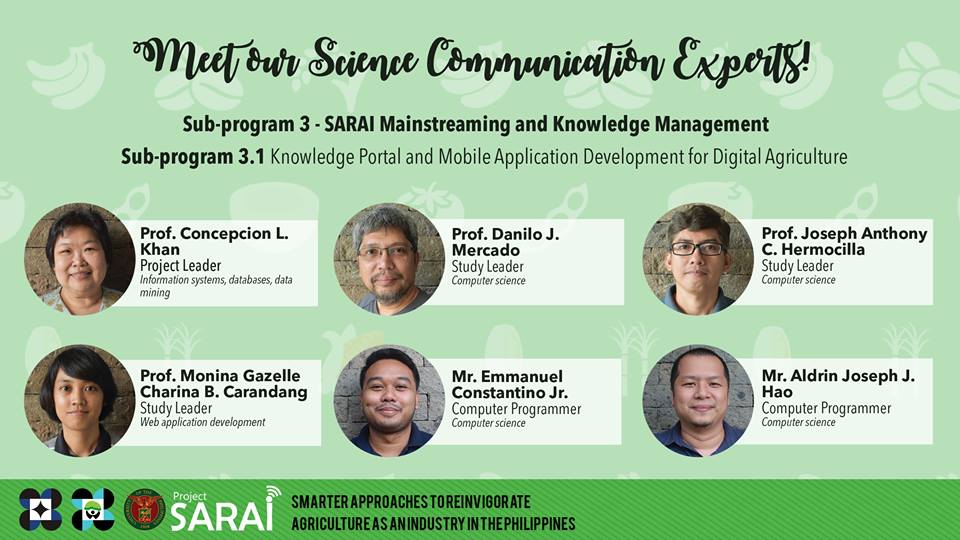 Meet our Science Communication Experts!
Sub-program 3 - SARAI Mainstreaming and Knowledge Management
Sub-program 3.1 Knowledge Portal and Mobile Application Development for Digital Agriculture
Prof. Concepcion L.
Khan
Project Leader
Information systems, databases, data
mining
Prof. Danilo J.
Mercado
Study Leader
Computer science
Prof. Joseph Anthony
C. Hermocilla
Study Leader
Computer science
Prof. Monina Gazelle
Charina B. Carandang
Study Leader
Web application development
Mr. Emmanuel
Constantino Jr.
Computer Programmer
Computer science
Mr. Aldrin Joseph J.
Hao
Computer Programmer
Computer science
Project
SARAI
SMARTER APPROACHES TO REINVIGORATE
AGRICULTURE AS AN INDUSTRY IN THE PHILIPPINES